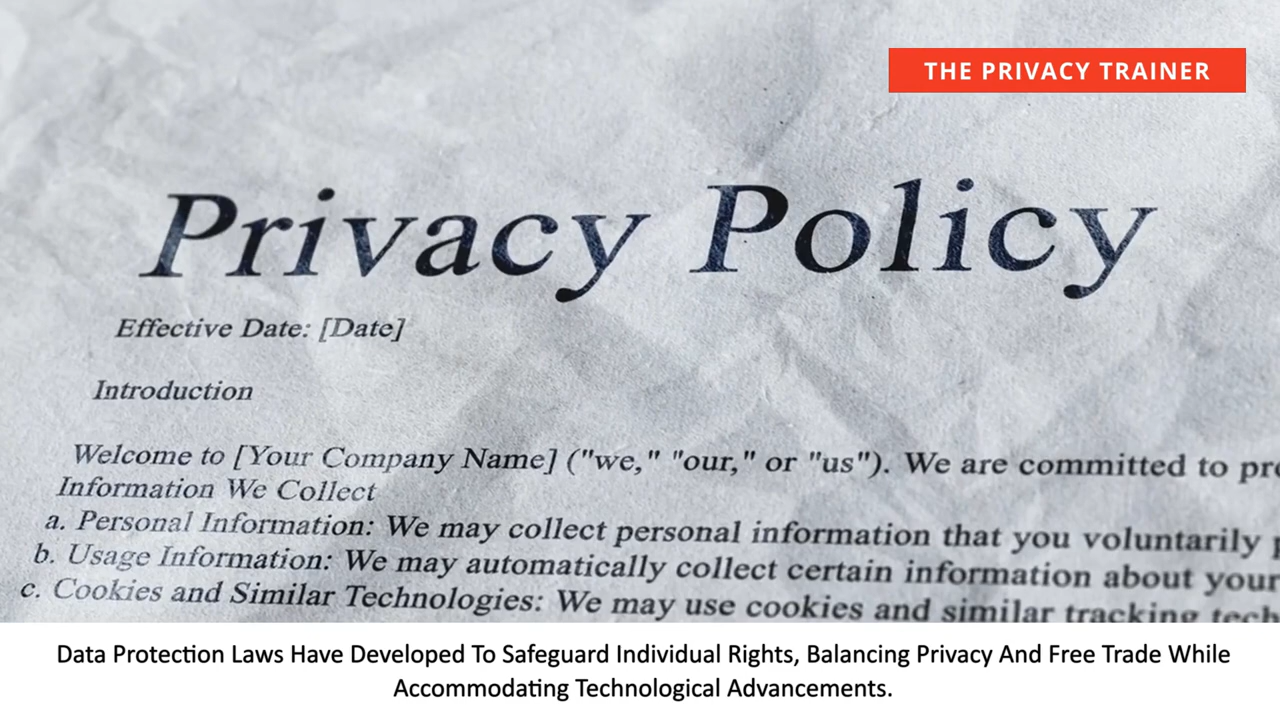 THE PRIVACY TRAINER
Privacy Policy
Effective Date: [Date]
Introduction
Welcome to [Your Company Name] ("we," "our," or "us"). We are committed to
Information We Collect
a. Personal Information: We may collect personal information that you voluntarily
b. Usage Information: We may automatically collect certain information about your
c. Cookies and Similar Technologies: We may use cookies and similar tracking
Data Protection Laws Have Developed To Safeguard Individual Rights, Balancing Privacy And Free Trade While
Accommodating Technological Advancements.